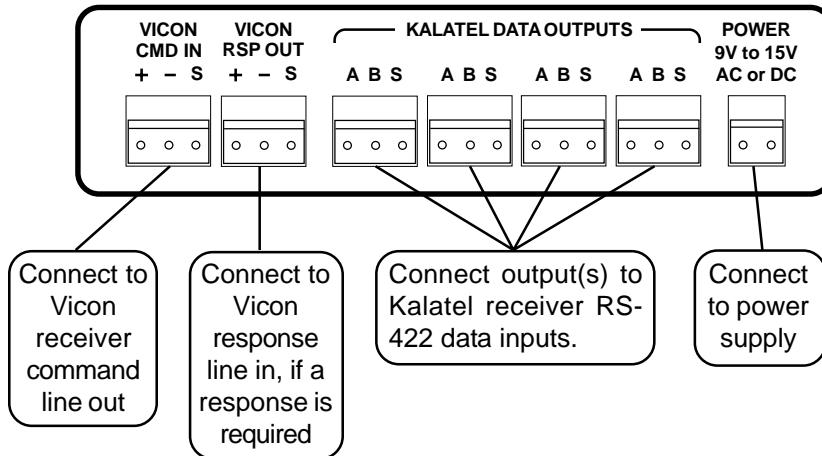 VICON
CMD IN
+ – S
VICON
RSP OUT
+ – S
KALATEL DATA OUTPUTS
A B S
A B S
A B S
A B S
POWER
9V to 15V
AC or DC
Connect to
Vicon
receiver
command
line out
Connect to
Vicon
response
line in, if a
response is
required
Connect output(s) to
Kalatel receiver RS-
422 data inputs.
Connect
to power
supply